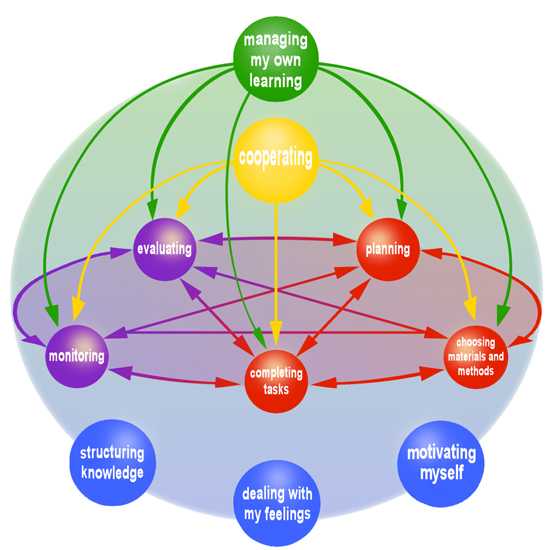 managing
my own
learning
cooperating
evaluating
planning
monitoring
completing
tasks
choosing
materials and
methods
structuring
knowledge
dealing with
my feelings
motivating
myself